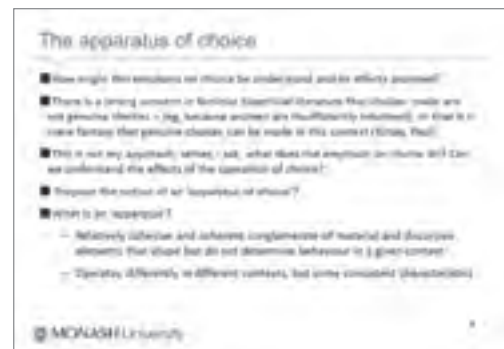 The apparatus of choice
How might this emphasis on choice be understood and its effects assessed?
There is a strong concern in feminist bioethical literature that choices made are
not genuine choices – (eg, because women are insufficiently informed), or that is a
mere fantasy that genuine choices can be made in this context
This is not my approach; rather, I ask, what does the emphasis on choice do? Can
we understand the effects of the operation of choice?
Propose the notion of an 'apparatus of choice'?
What is an 'apparatus'?
– Relatively cohesive and coherent conglomerate of material and discursive
elements that shape but do not determine behaviour in a given context
– Operates differently in different contexts, but some consistent characteristics
MONASH University